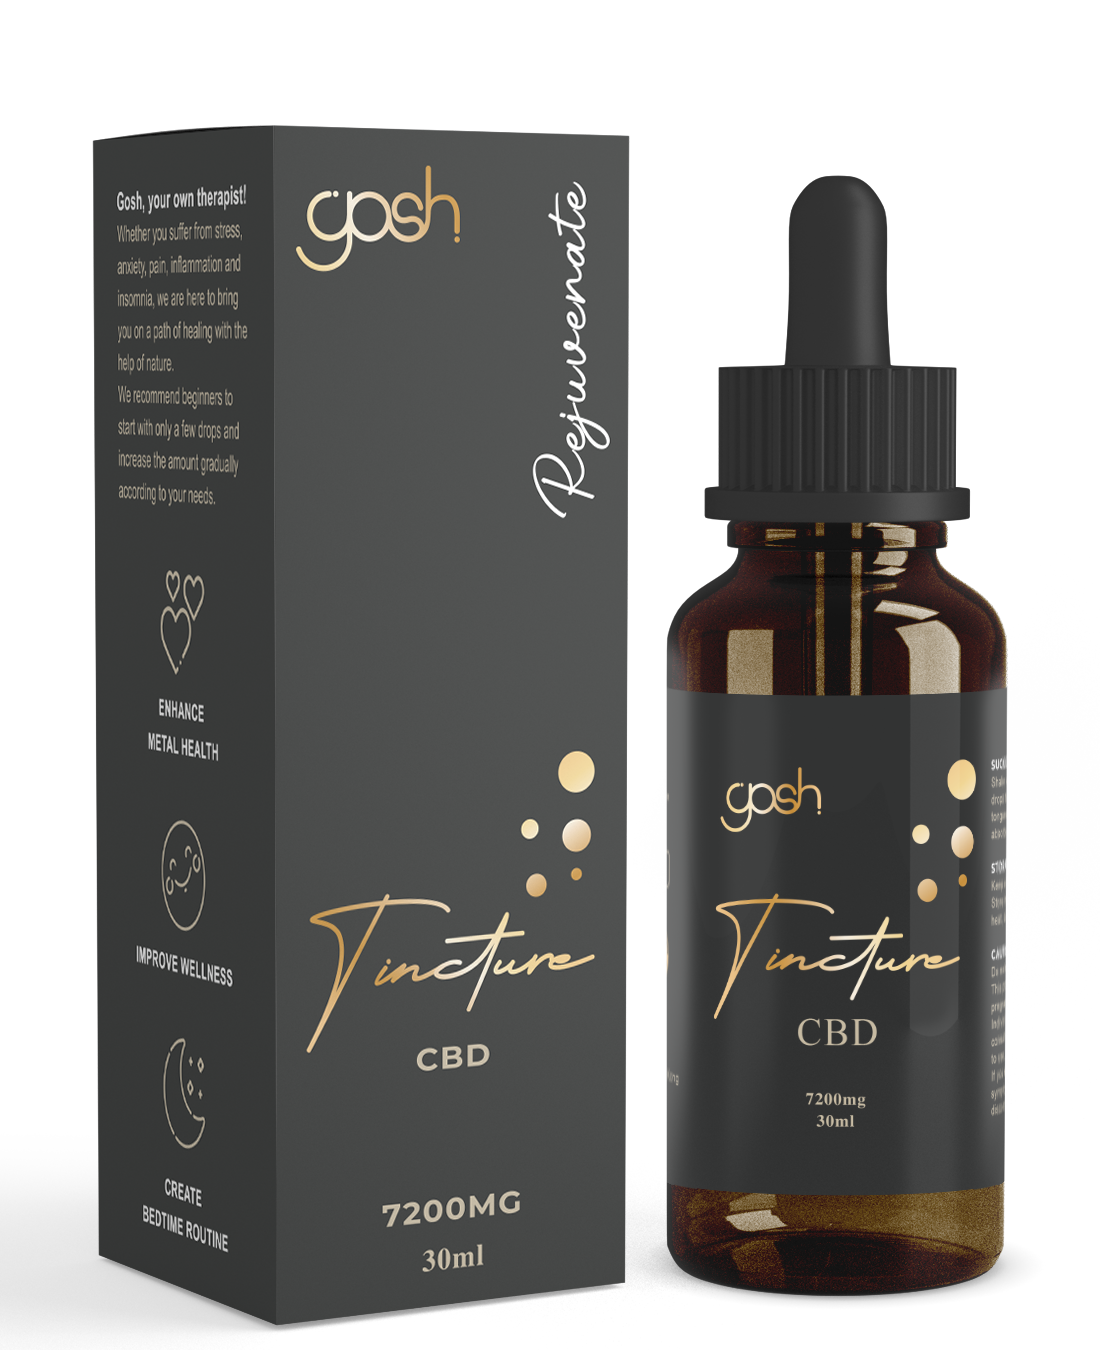 Gosh, your own therapist!
Whether you suffer from stress,
anxiety, pain, inflammation and
insomnia, we are here to bring
you on a path of healing with the
help of nature.
We recommend beginners to
start with only a few drops and
increase the amount gradually
according to your needs.
ENHANCE
METAL HEALTH
IMPROVE WELLNESS
CREATE
BEDTIME ROUTINE
gosh
Rejuvenate
Tincture
CBD
7200MG
30ml
gosh
Tincture
CBD
7200mg
30ml